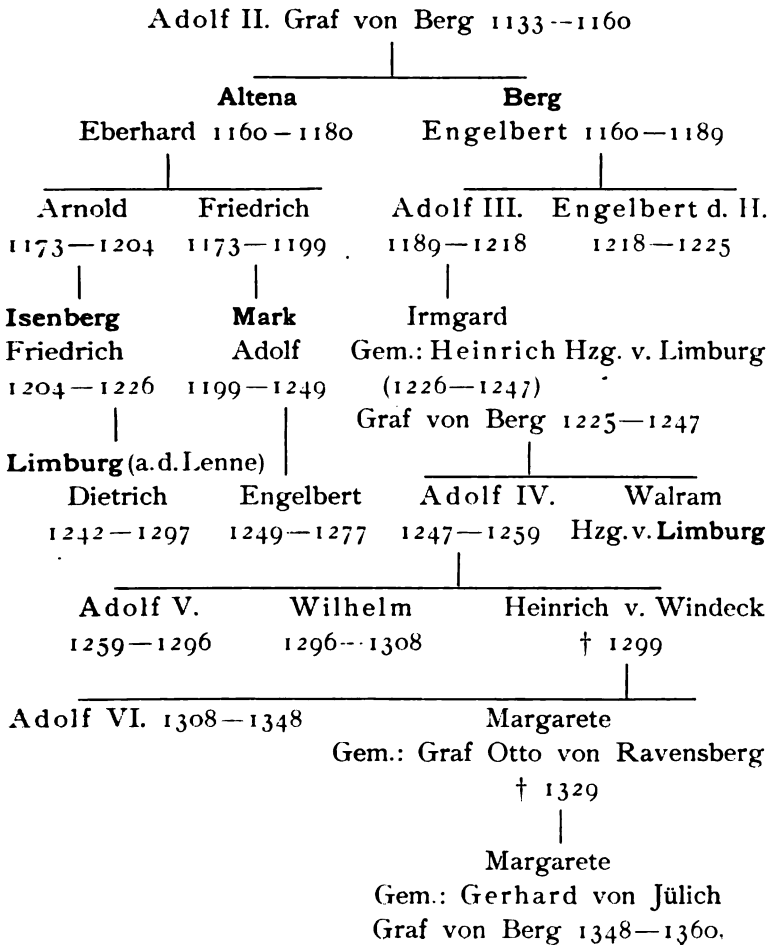 Adolf II. Graf von Berg 1133--1160
Altena Berg
Eberhard 1160—1180 Engelbert 1160—1189
Arnold Friedrich Adolf III. Engelbert d. H.
1173—1204 1173—1199 1189—1218 1218—1225
Isenberg Mark Irmgard
Friedrich Adolf Gem.: Heinrich Hzg. v. Limburg
1204—1226 1199—1249 (1226—1247)
Graf von Berg 1225—1247
Limburg (a.d.Lenne)
Dietrich Engelbert Adolf IV. Walram
1242—1297 1249—1277 1247—1259 Hzg. v. Limburg
Adolf V. Wilhelm Heinrich v. Windeck
1259—1296 1296--1308 † 1299
Adolf VI. 1308—1348 Margarete
Gem.: Graf Otto von Ravensberg
† 1329
Margarete
Gem.: Gerhard von Jülich
Graf von Berg 1348—1360.